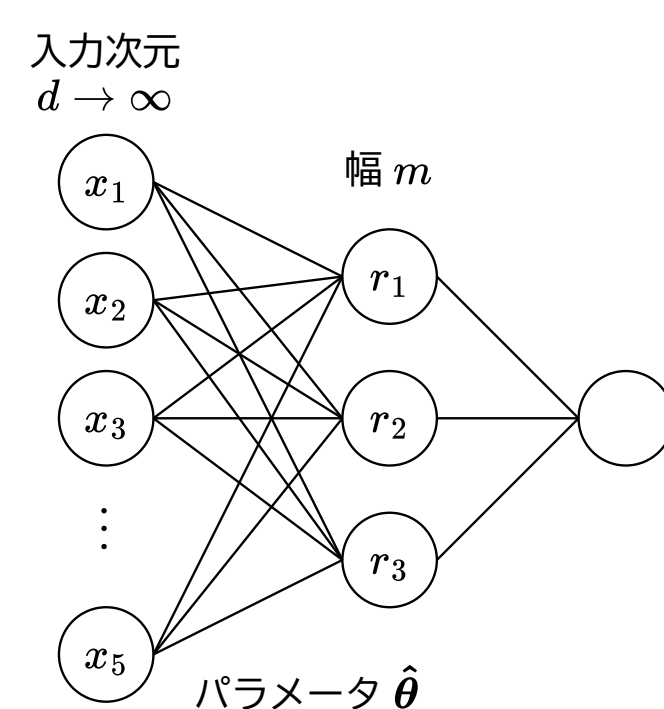 入力次元
d → ∞
幅 m
x₁
x₂
x₃
⋮
x₅
r₁
r₂
r₃
パラメータ θ̂